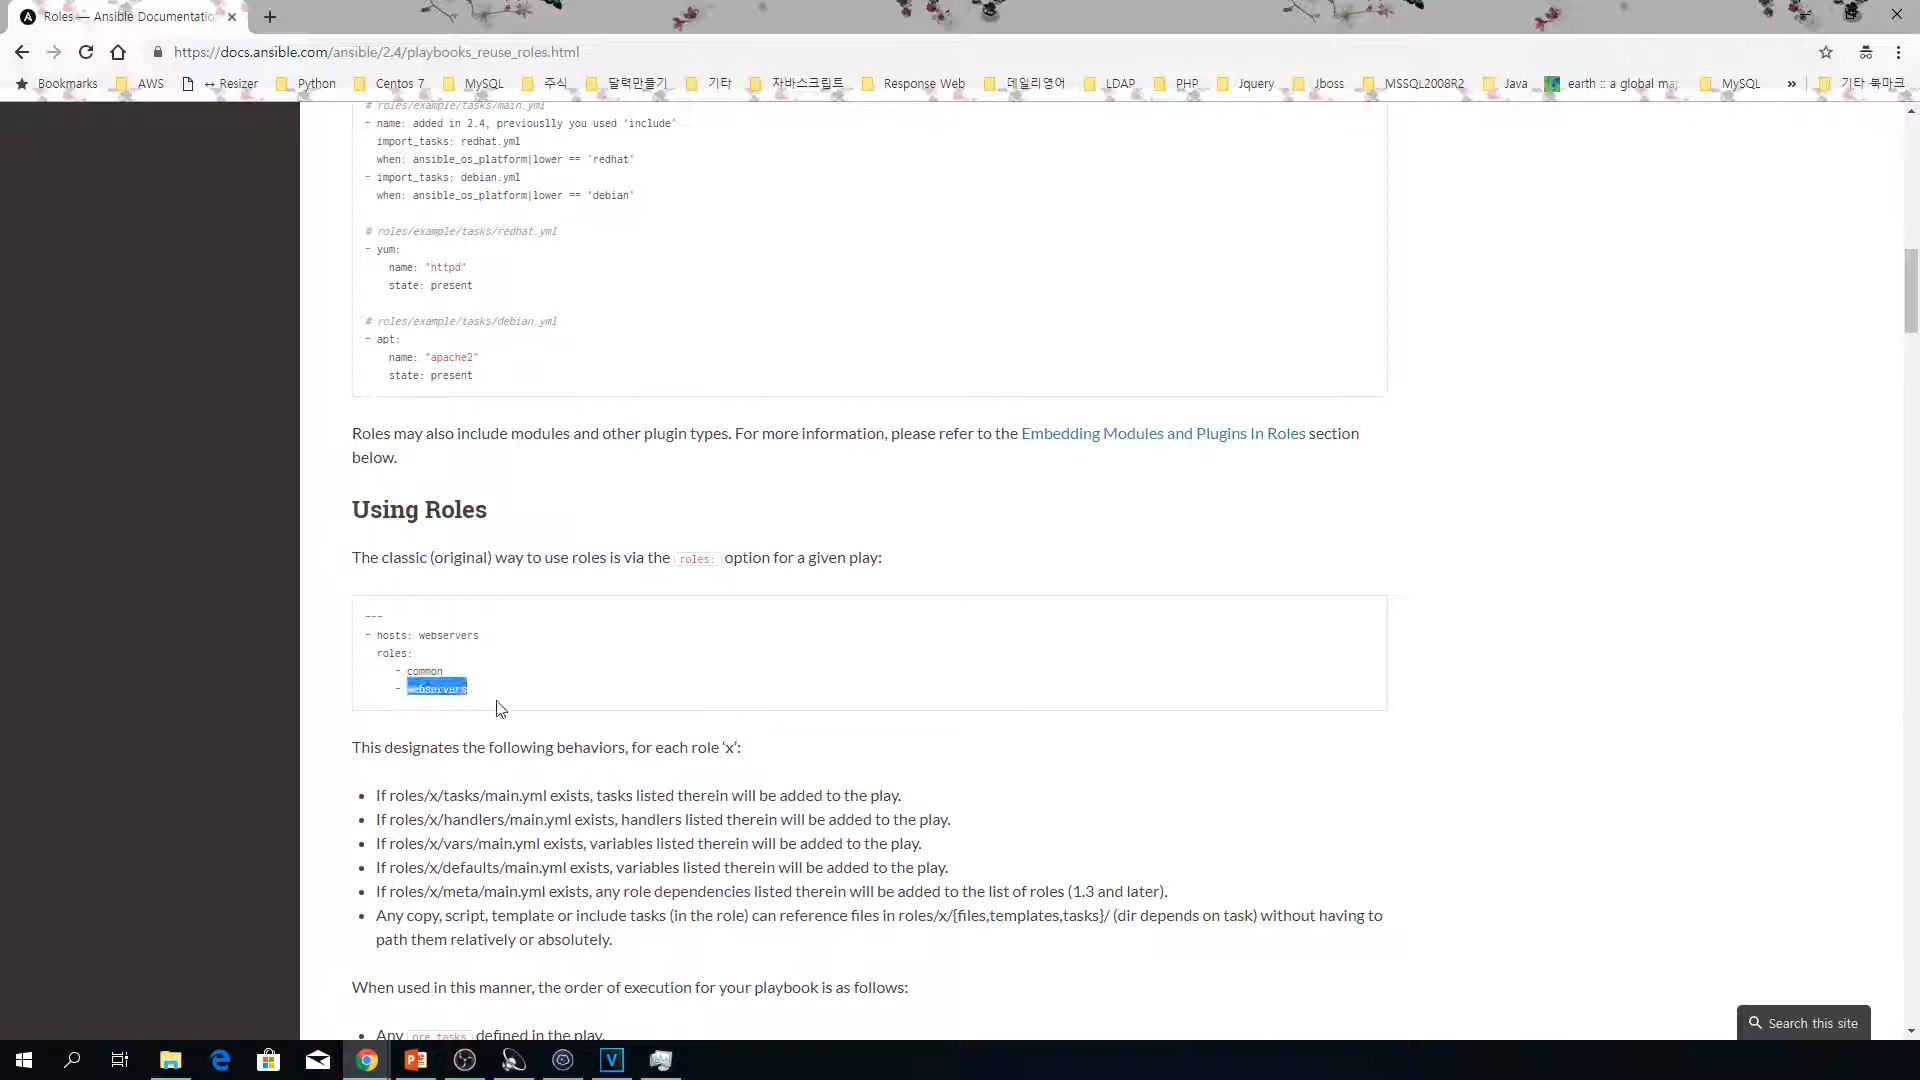 Roles — Ansible Documentatio
https://docs.ansible.com/ansible/2.4/playbooks_reuse_roles.html
Bookmarks AWS ↔ Resizer Python Centos 7 MySQL 주식 달력만들기 기타 자바스크립트 Response Web 데일리영어 LDAP PHP Jquery Jboss MSSQL2008R2 Java earth :: a global ma MySQL » 기타 북마크
# roles/example/tasks/main.yml
- name: added in 2.4, previouslly you used 'include'
import_tasks: redhat.yml
when: ansible_os_platform|lower == 'redhat'
- import_tasks: debian.yml
when: ansible_os_platform|lower == 'debian'
# roles/example/tasks/redhat.yml
- yum:
name: "httpd"
state: present
# roles/example/tasks/debian.yml
- apt:
name: "apache2"
state: present
Roles may also include modules and other plugin types. For more information, please refer to the Embedding Modules and Plugins In Roles section
below.
Using Roles
The classic (original) way to use roles is via the roles: option for a given play:
---
- hosts: webservers
roles:
- common
- webservers
This designates the following behaviors, for each role ‘x’:
• If roles/x/tasks/main.yml exists, tasks listed therein will be added to the play.
• If roles/x/handlers/main.yml exists, handlers listed therein will be added to the play.
• If roles/x/vars/main.yml exists, variables listed therein will be added to the play.
• If roles/x/defaults/main.yml exists, variables listed therein will be added to the play.
• If roles/x/meta/main.yml exists, any role dependencies listed therein will be added to the list of roles (1.3 and later).
• Any copy, script, template or include tasks (in the role) can reference files in roles/x/{files,templates,tasks}/ (dir depends on task) without having to
path them relatively or absolutely.
When used in this manner, the order of execution for your playbook is as follows:
• Any pre_tasks defined in the play.
Search this site